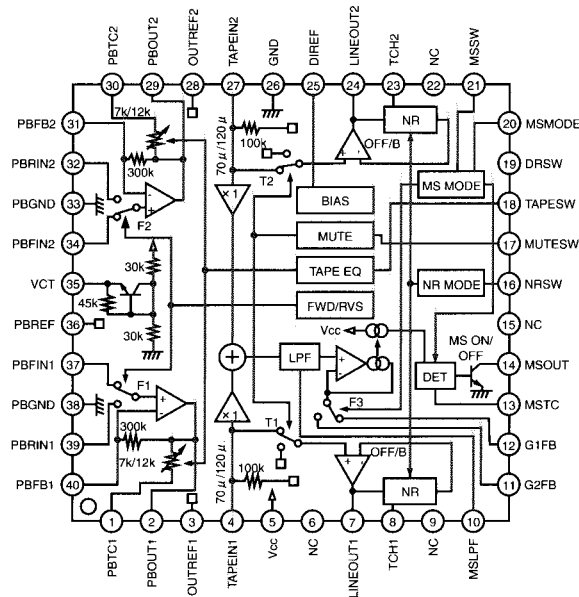 PBTC2
PBOUT2
OUTREF2
TAPEIN2
GND
DIREF
LINEOUT2
TCH2
NC
MSSW
30
29
28
27
26
25
24
23
22
21
PBFB2 31
PBRIN2 32
PBGND 33
PBFIN2 34
VCT 35
PBREF 36
PBFIN1 37
PBGND 38
PBRIN1 39
PBFB1 40
20 MSMODE
19 DRSW
18 TAPESW
17 MUTESW
16 NRSW
15 NC
14 MSOUT
13 MSTC
12 G1FB
11 G2FB
7k/12k
300k
- +
F2
70μ/120μ
100k
T2
×1
+ -
OFF/B
NR
MS MODE
BIAS
MUTE
TAPE EQ
FWD/RVS
NR MODE
30k
45k
30k
Vcc
MS ON/
OFF
+
LPF
+ -
DET
F1
+ -
F3
×1
T1
300k
7k/12k
70μ/120μ
100k
+ -
OFF/B
NR
1
2
3
4
5
6
7
8
9
10
PBTC1
PBOUT1
OUTREF1
TAPEIN1
Vcc
NC
LINEOUT1
TCH1
NC
MSLPF